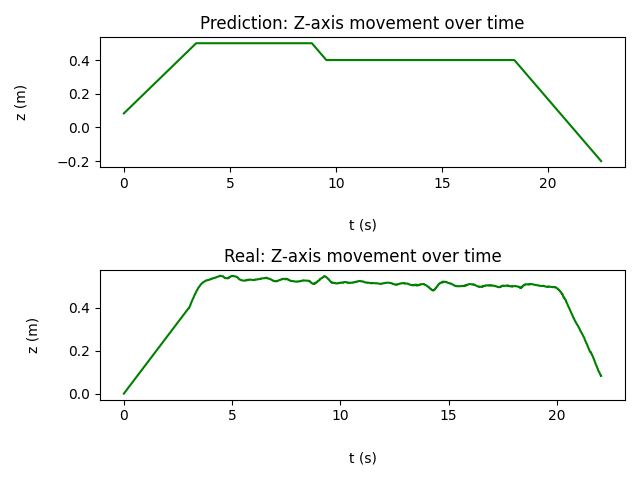 Prediction: Z-axis movement over time
z (m)
0.4
0.2
0.0
−0.2
0 5 10 15 20
t (s)
Real: Z-axis movement over time
z (m)
0.4
0.2
0.0
0 5 10 15 20
t (s)